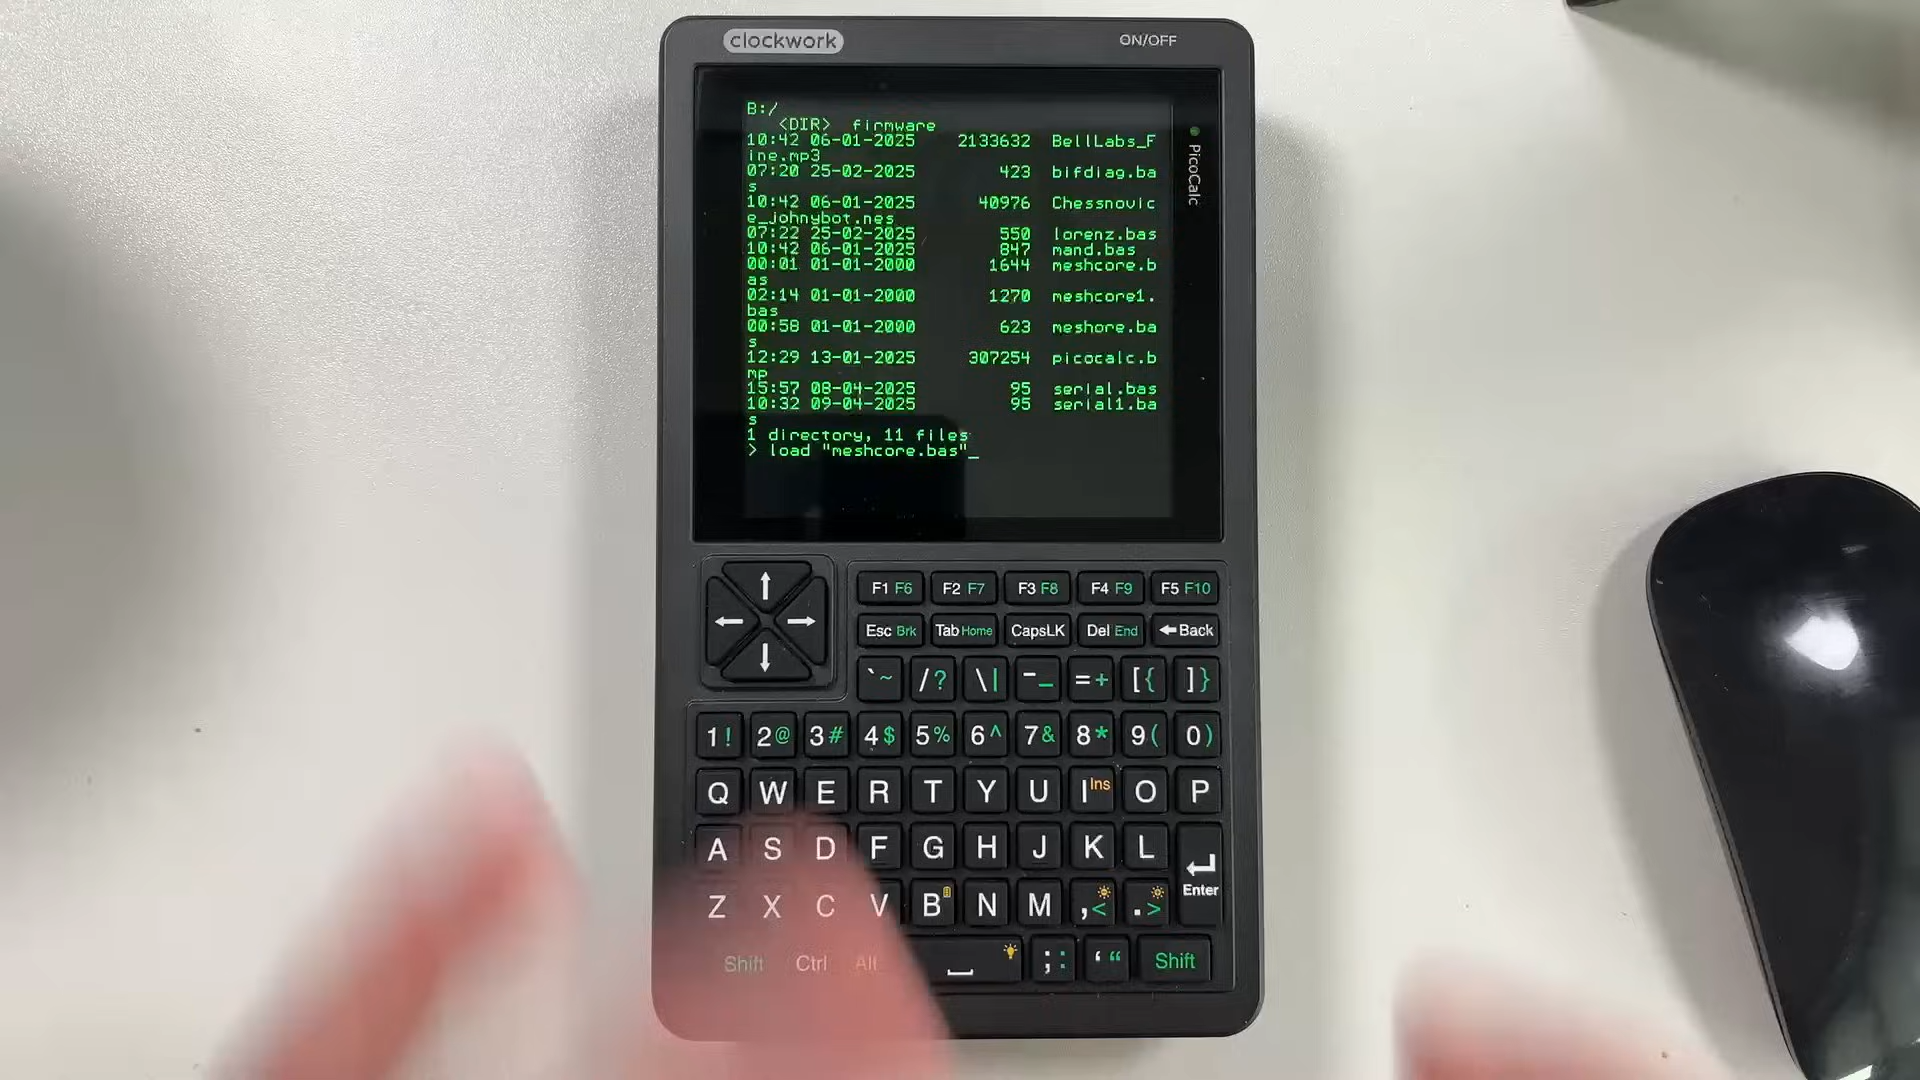 clockwork
ON/OFF
B:/
<DIR> firmware
10:42 06-01-2025 2133632 BellLabs_F
ine.mp3
07:20 25-02-2025 423 bifdiag.ba
s
10:42 06-01-2025 40976 Chessnovic
e_johnybot.nes
07:22 25-02-2025 550 lorenz.bas
10:42 06-01-2025 847 mand.bas
00:01 01-01-2000 1644 meshcore.b
as
02:14 01-01-2000 1270 meshcore1.
bas
00:58 01-01-2000 623 meshore.ba
s
12:29 13-01-2025 307254 picocalc.b
mp
15:57 08-04-2025 95 serial.bas
10:32 09-04-2025 95 serial1.ba
s
1 directory, 11 files
> load "meshcore.bas"_
PicoCalc
F1 F6 F2 F7 F3 F8 F4 F9 F5 F10
Esc Brk Tab Home CapsLK Del End ←Back
` ~ / ? \ | - _ = + [ { ] }
1 ! 2 @ 3 # 4 $ 5 % 6 ^ 7 & 8 * 9 ( 0 )
Q W E R T Y U I Ins O P
A S D F G H J K L Enter
Z X C V B N M , < . >
Shift Ctrl Alt ; : ' " Shift